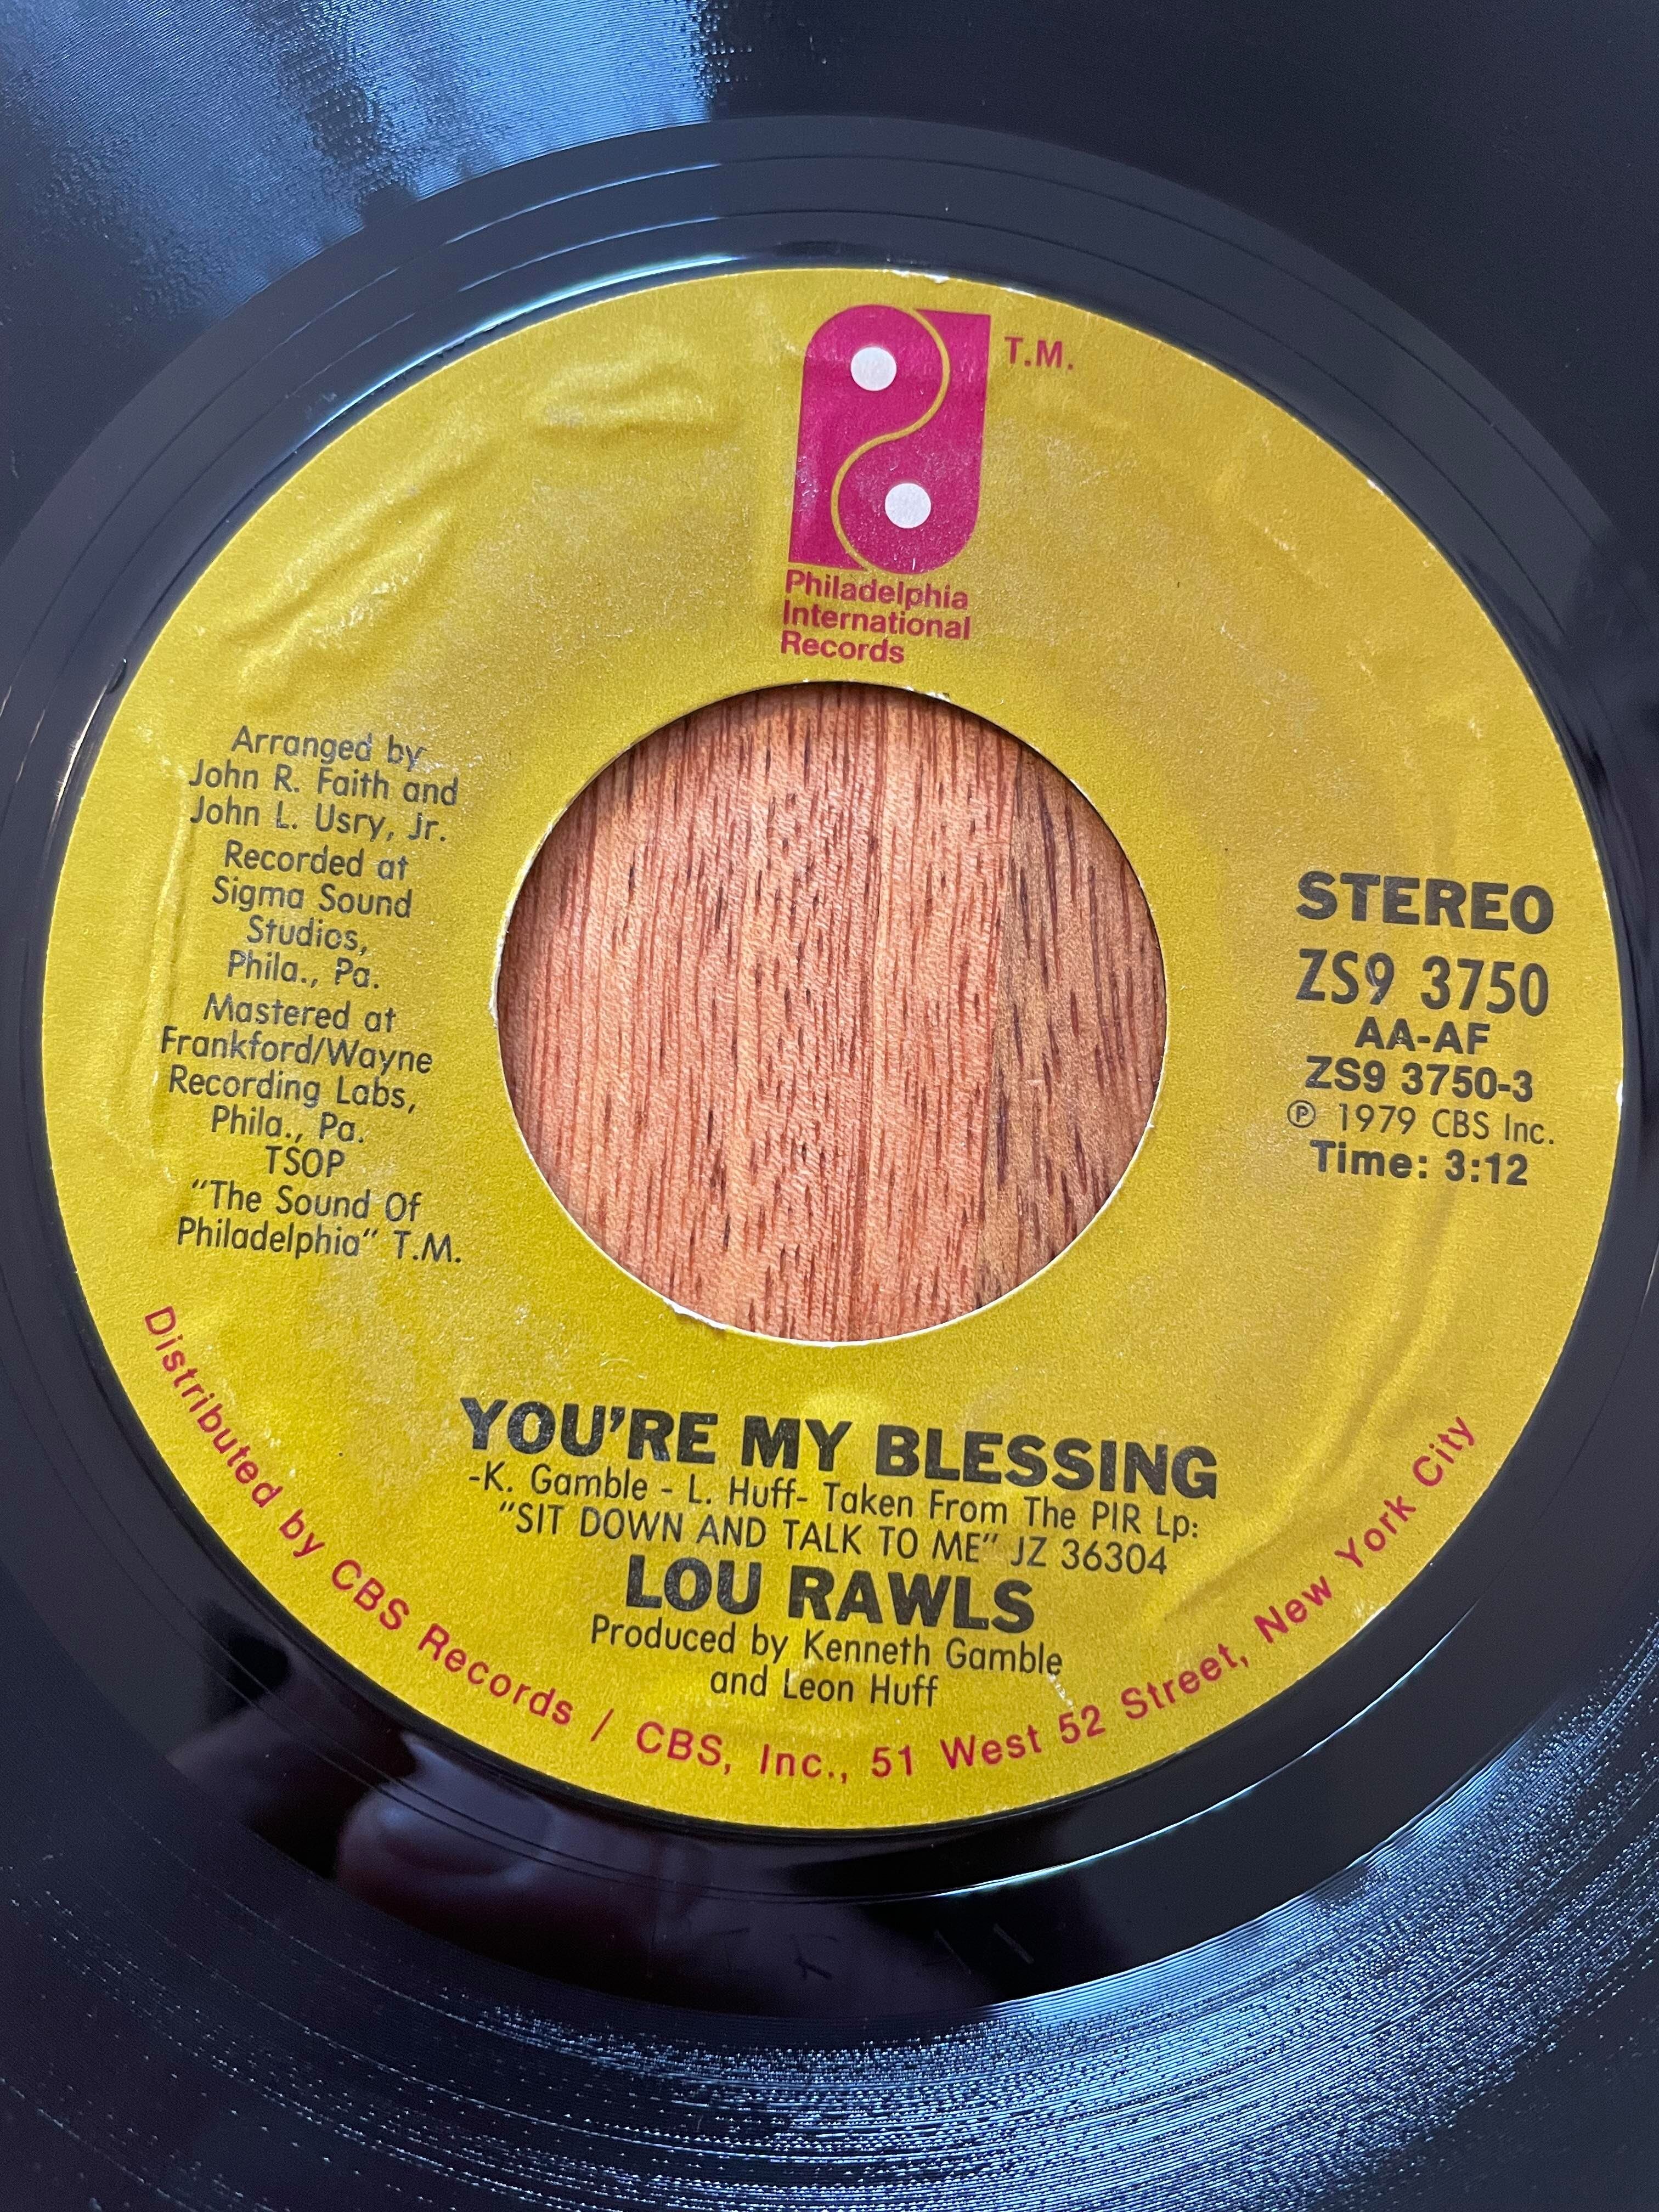 T.M.
Philadelphia
International
Records
Arranged by
John R. Faith and
John L. Usry, Jr.
Recorded at
Sigma Sound
Studios,
Phila., Pa.
Mastered at
Frankford/Wayne
Recording Labs,
Phila., Pa.
TSOP
"The Sound Of
Philadelphia" T.M.
STEREO
ZS9 3750
AA-AF
ZS9 3750-3
℗ 1979 CBS Inc.
Time: 3:12
YOU'RE MY BLESSING
-K. Gamble - L. Huff- Taken From The PIR Lp:
"SIT DOWN AND TALK TO ME" JZ 36304
LOU RAWLS
Produced by Kenneth Gamble
and Leon Huff
Distributed by CBS Records / CBS, Inc., 51 West 52 Street, New York City